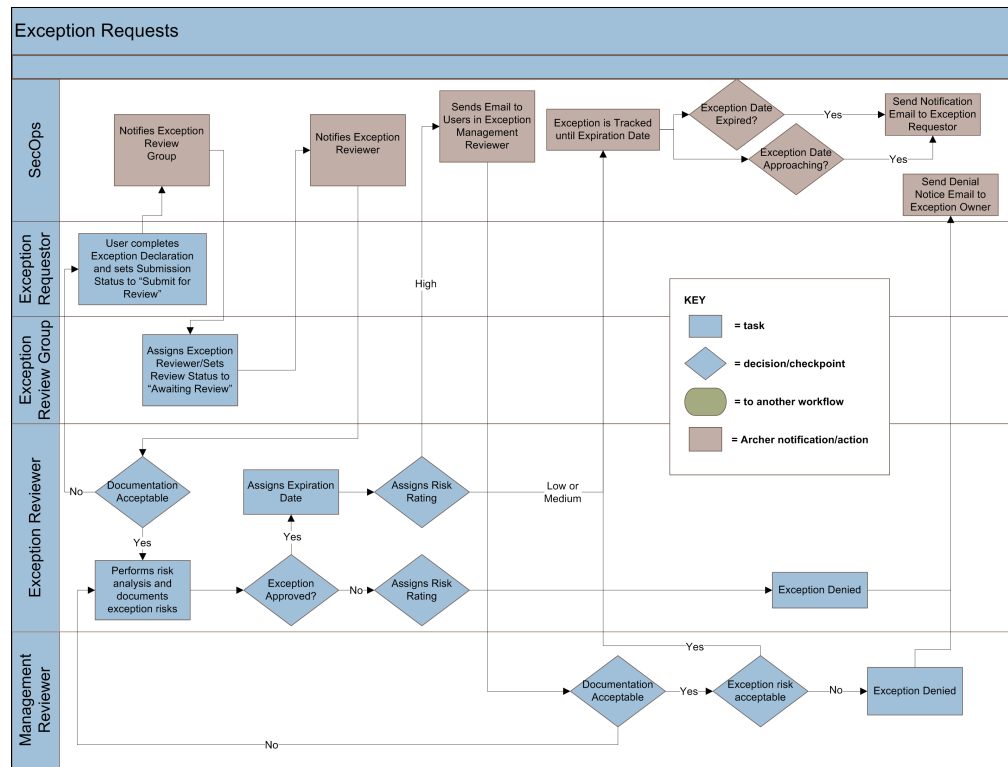 Exception Requests
SecOps
Notifies Exception
Review
Group
Notifies Exception
Reviewer
Sends Email to
Users in Exception
Management
Reviewer
Exception is Tracked
until Expiration Date
Exception Date
Expired?
Yes
Send Notification
Email to Exception
Requestor
Exception Date
Approaching?
Yes
Send Denial
Notice Email to
Exception Owner
Exception
Requestor
User completes
Exception Declaration
and sets Submission
Status to “Submit for
Review”
High
KEY
= task
= decision/checkpoint
= to another workflow
= Archer notification/action
Exception
Review Group
Assigns Exception
Reviewer/Sets
Review Status to
“Awaiting Review”
Exception Reviewer
No
Documentation
Acceptable
Yes
Assigns Expiration
Date
Assigns Risk
Rating
Low or
Medium
Yes
Performs risk
analysis and
documents
exception risks
Exception
Approved?
No
Assigns Risk
Rating
Exception Denied
Management
Reviewer
Yes
Documentation
Acceptable
Yes
Exception risk
acceptable
No
Exception Denied
No